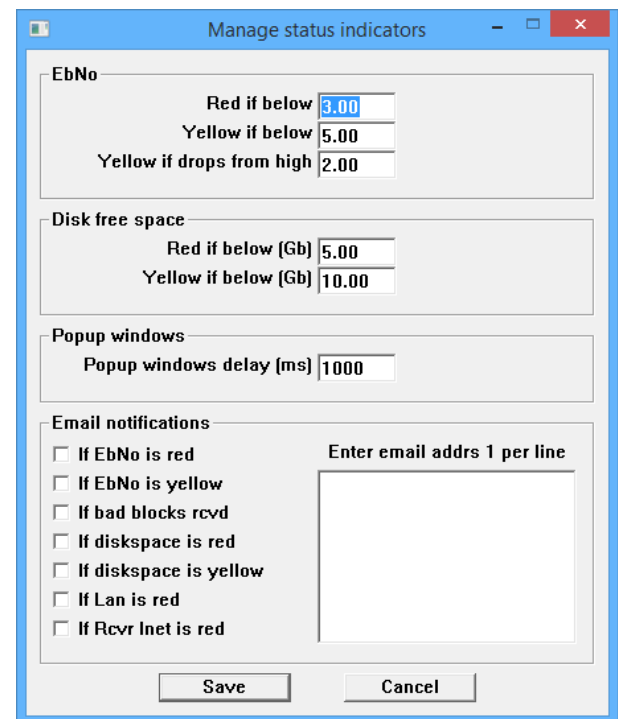 Manage status indicators
EbNo
Red if below 3.00
Yellow if below 5.00
Yellow if drops from high 2.00
Disk free space
Red if below (Gb) 5.00
Yellow if below (Gb) 10.00
Popup windows
Popup windows delay (ms) 1000
Email notifications
If EbNo is red
Enter email addrs 1 per line
If EbNo is yellow
If bad blocks rcvd
If diskspace is red
If diskspace is yellow
If Lan is red
If Rcvr Inet is red
Save Cancel